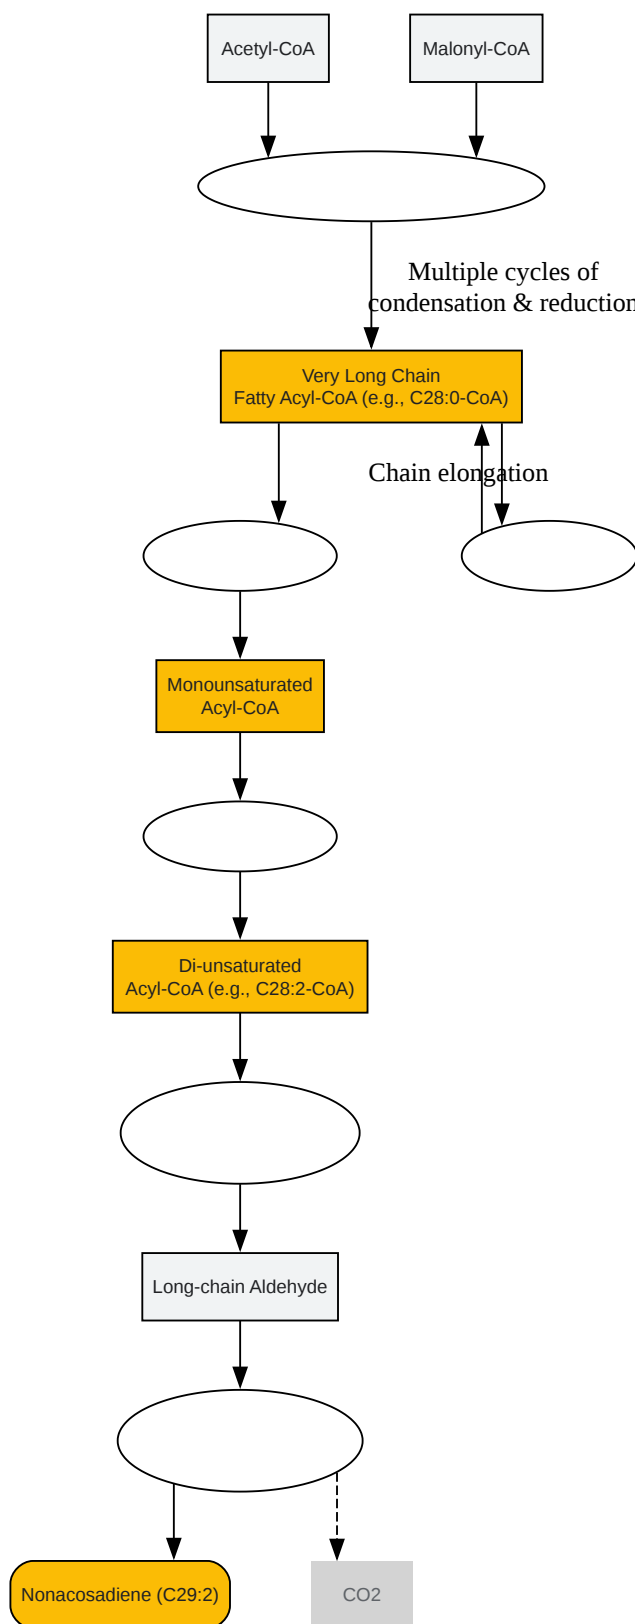 Acetyl-CoA
Malonyl-CoA
Multiple cycles of
condensation & reduction
Very Long Chain
Fatty Acyl-CoA (e.g., C28:0-CoA)
Chain elongation
Monounsaturated
Acyl-CoA
Di-unsaturated
Acyl-CoA (e.g., C28:2-CoA)
Long-chain Aldehyde
Nonacosadiene (C29:2)
CO2